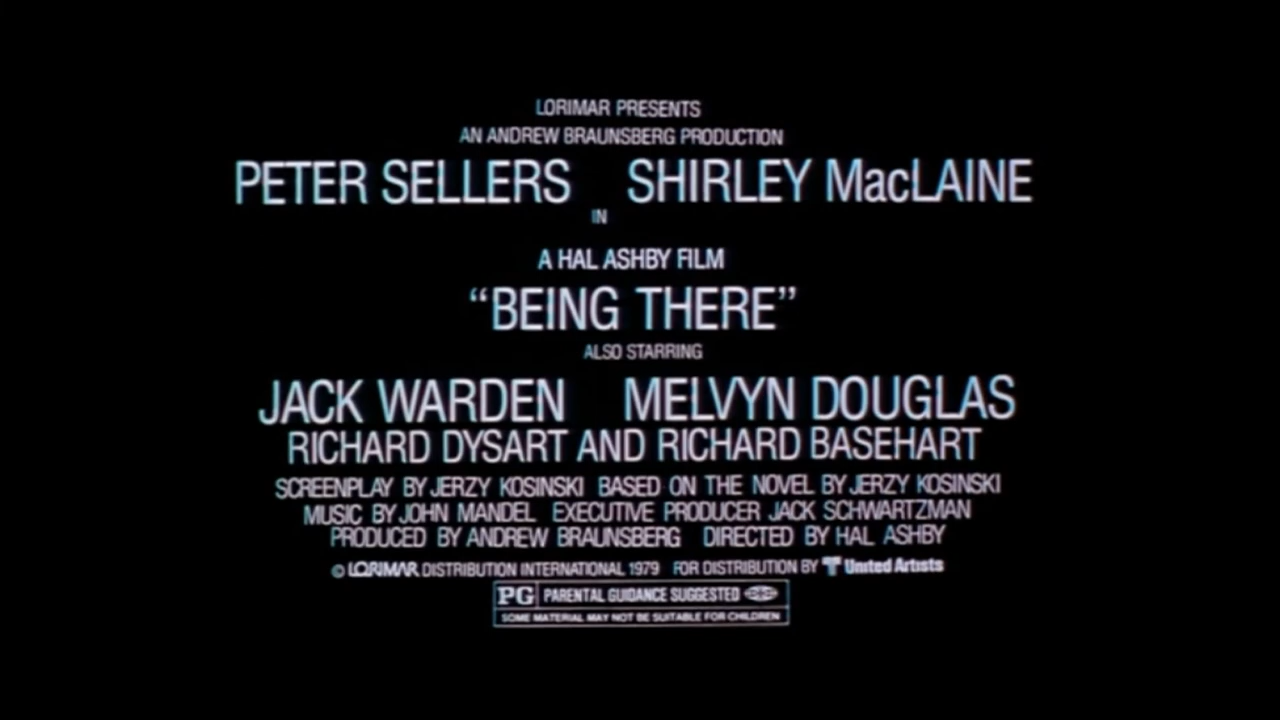 LORIMAR PRESENTS
AN ANDREW BRAUNSBERG PRODUCTION
PETER SELLERS SHIRLEY MacLAINE
IN
A HAL ASHBY FILM
“BEING THERE”
ALSO STARRING
JACK WARDEN MELVYN DOUGLAS
RICHARD DYSART AND RICHARD BASEHART
SCREENPLAY BY JERZY KOSINSKI BASED ON THE NOVEL BY JERZY KOSINSKI
MUSIC BY JOHN MANDEL EXECUTIVE PRODUCER JACK SCHWARTZMAN
PRODUCED BY ANDREW BRAUNSBERG DIRECTED BY HAL ASHBY
© LORIMAR DISTRIBUTION INTERNATIONAL 1979 FOR DISTRIBUTION BY United Artists
PG PARENTAL GUIDANCE SUGGESTED
SOME MATERIAL MAY NOT BE SUITABLE FOR CHILDREN